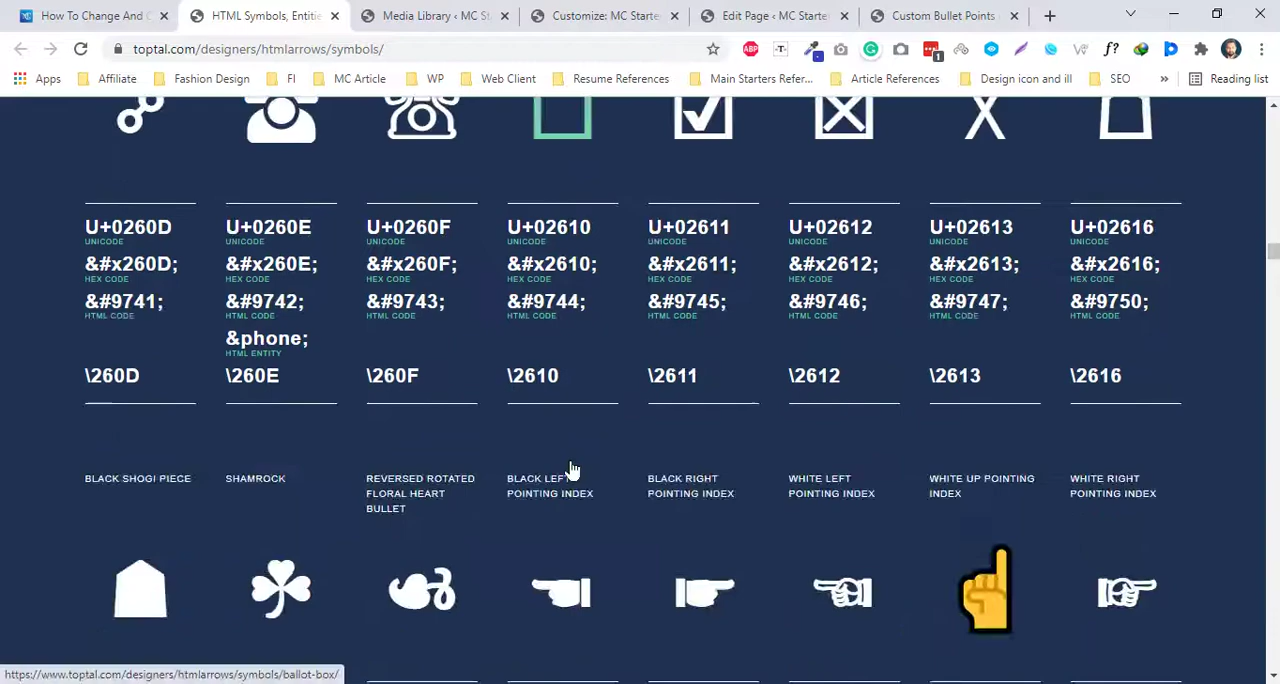 How To Change And C
HTML Symbols, Entitie
Media Library ‹ MC St
Customize: MC Starte
Edit Page ‹ MC Starte
Custom Bullet Points
toptal.com/designers/htmlarrows/symbols/
Apps
Affiliate
Fashion Design
FI
MC Article
WP
Web Client
Resume References
Main Starters Refer...
Article References
Design icon and ill
SEO
»
Reading list
U+0260D U+0260E U+0260F U+02610 U+02611 U+02612 U+02613 U+02616
UNICODE UNICODE UNICODE UNICODE UNICODE UNICODE UNICODE UNICODE
&#x260D; &#x260E; &#x260F; &#x2610; &#x2611; &#x2612; &#x2613; &#x2616;
HEX CODE HEX CODE HEX CODE HEX CODE HEX CODE HEX CODE HEX CODE HEX CODE
&#9741; &#9742; &#9743; &#9744; &#9745; &#9746; &#9747; &#9750;
HTML CODE HTML CODE HTML CODE HTML CODE HTML CODE HTML CODE HTML CODE HTML CODE
&phone;
HTML ENTITY
\260D \260E \260F \2610 \2611 \2612 \2613 \2616
BLACK SHOGI PIECE
SHAMROCK
REVERSED ROTATED
FLORAL HEART
BULLET
BLACK LEFT
POINTING INDEX
BLACK RIGHT
POINTING INDEX
WHITE LEFT
POINTING INDEX
WHITE UP POINTING
INDEX
WHITE RIGHT
POINTING INDEX
https://www.toptal.com/designers/htmlarrows/symbols/ballot-box/